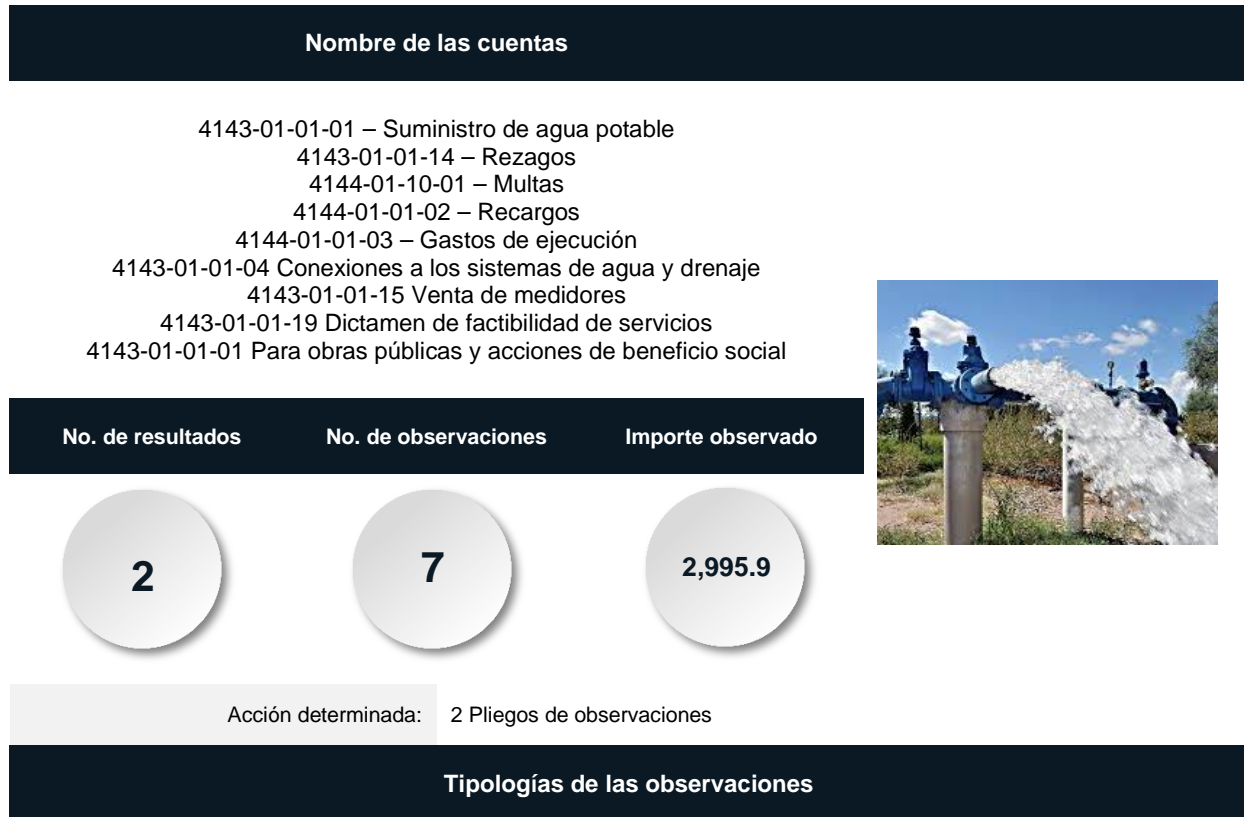 Nombre de las cuentas
4143-01-01-01 – Suministro de agua potable
4143-01-01-14 – Rezagos
4144-01-10-01 – Multas
4144-01-01-02 – Recargos
4144-01-01-03 – Gastos de ejecución
4143-01-01-04 Conexiones a los sistemas de agua y drenaje
4143-01-01-15 Venta de medidores
4143-01-01-19 Dictamen de factibilidad de servicios
4143-01-01-01 Para obras públicas y acciones de beneficio social
No. de resultados No. de observaciones Importe observado
2 7 2,995.9
Acción determinada: 2 Pliegos de observaciones
Tipologías de las observaciones